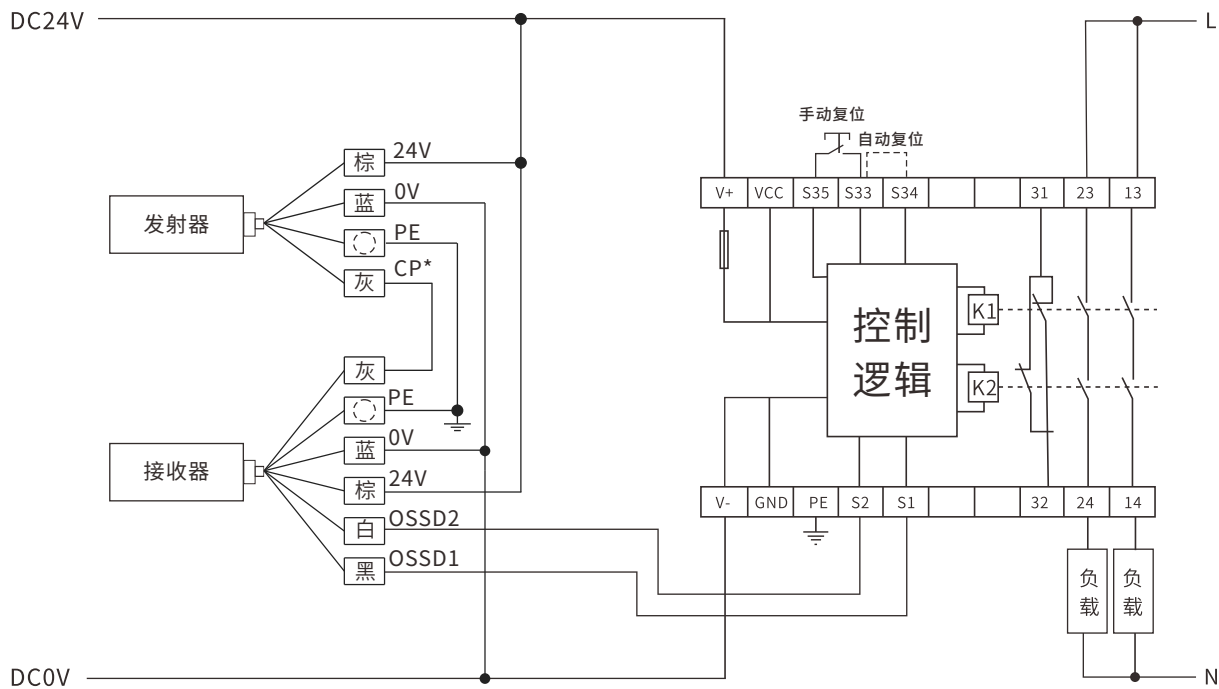 DC24V
L
手动复位
自动复位
V+ VCC S35 S33 S34 31 23 13
发射器
棕 24V
蓝 0V
PE
灰 CP*
控制
逻辑
K1
K2
接收器
灰
PE
蓝 0V
棕 24V
白 OSSD2
黑 OSSD1
V- GND PE S2 S1 32 24 14
负载
负载
DC0V
N